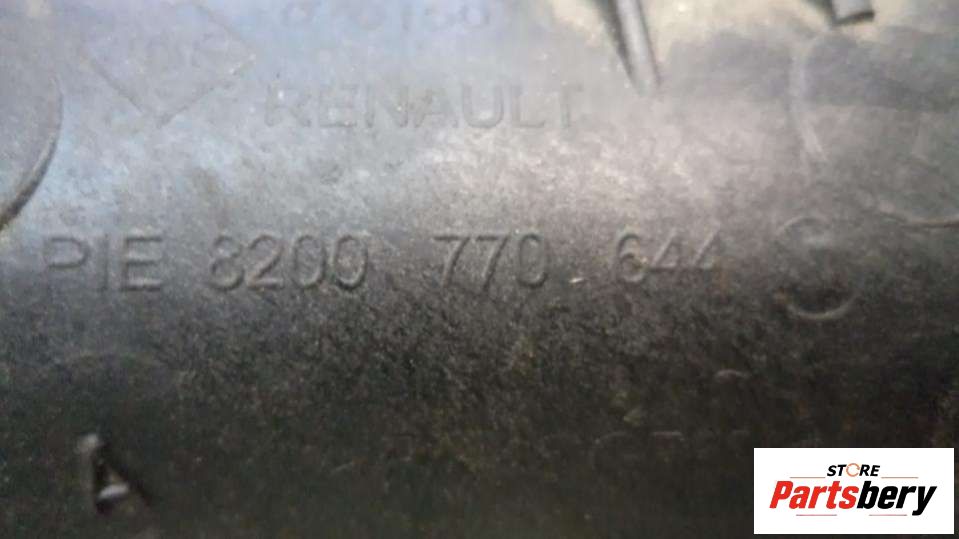 RENAULT
PIE 8200 770 644 S
A
STORE
Partsbery